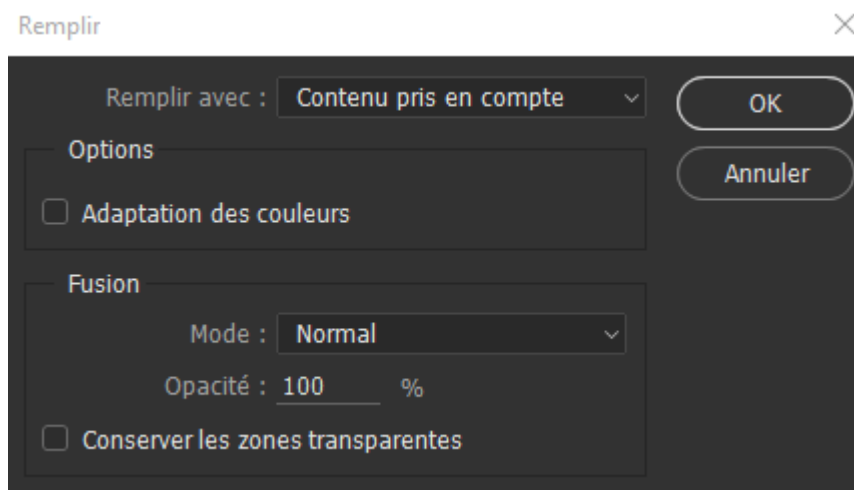 Remplir
Remplir avec : Contenu pris en compte
OK
Options
Annuler
Adaptation des couleurs
Fusion
Mode : Normal
Opacité : 100 %
Conserver les zones transparentes